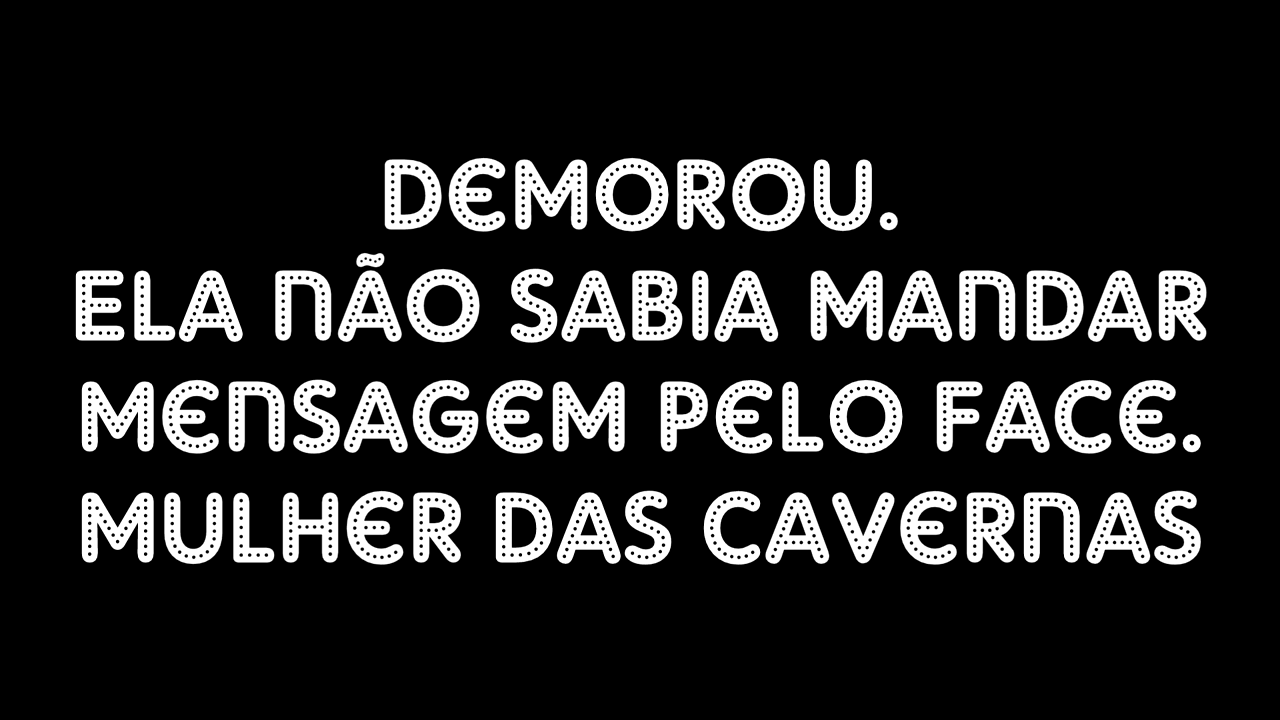 DEMOROU.
ELA NÃO SABIA MANDAR
MENSAGEM PELO FACE.
MULHER DAS CAVERNAS